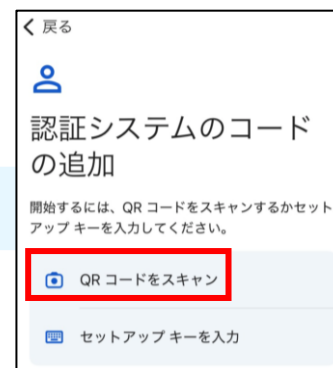 戻る
認証システムのコード
の追加
開始するには、QR コードをスキャンするかセット
アップ キーを入力してください。
QR コードをスキャン
セットアップ キーを入力